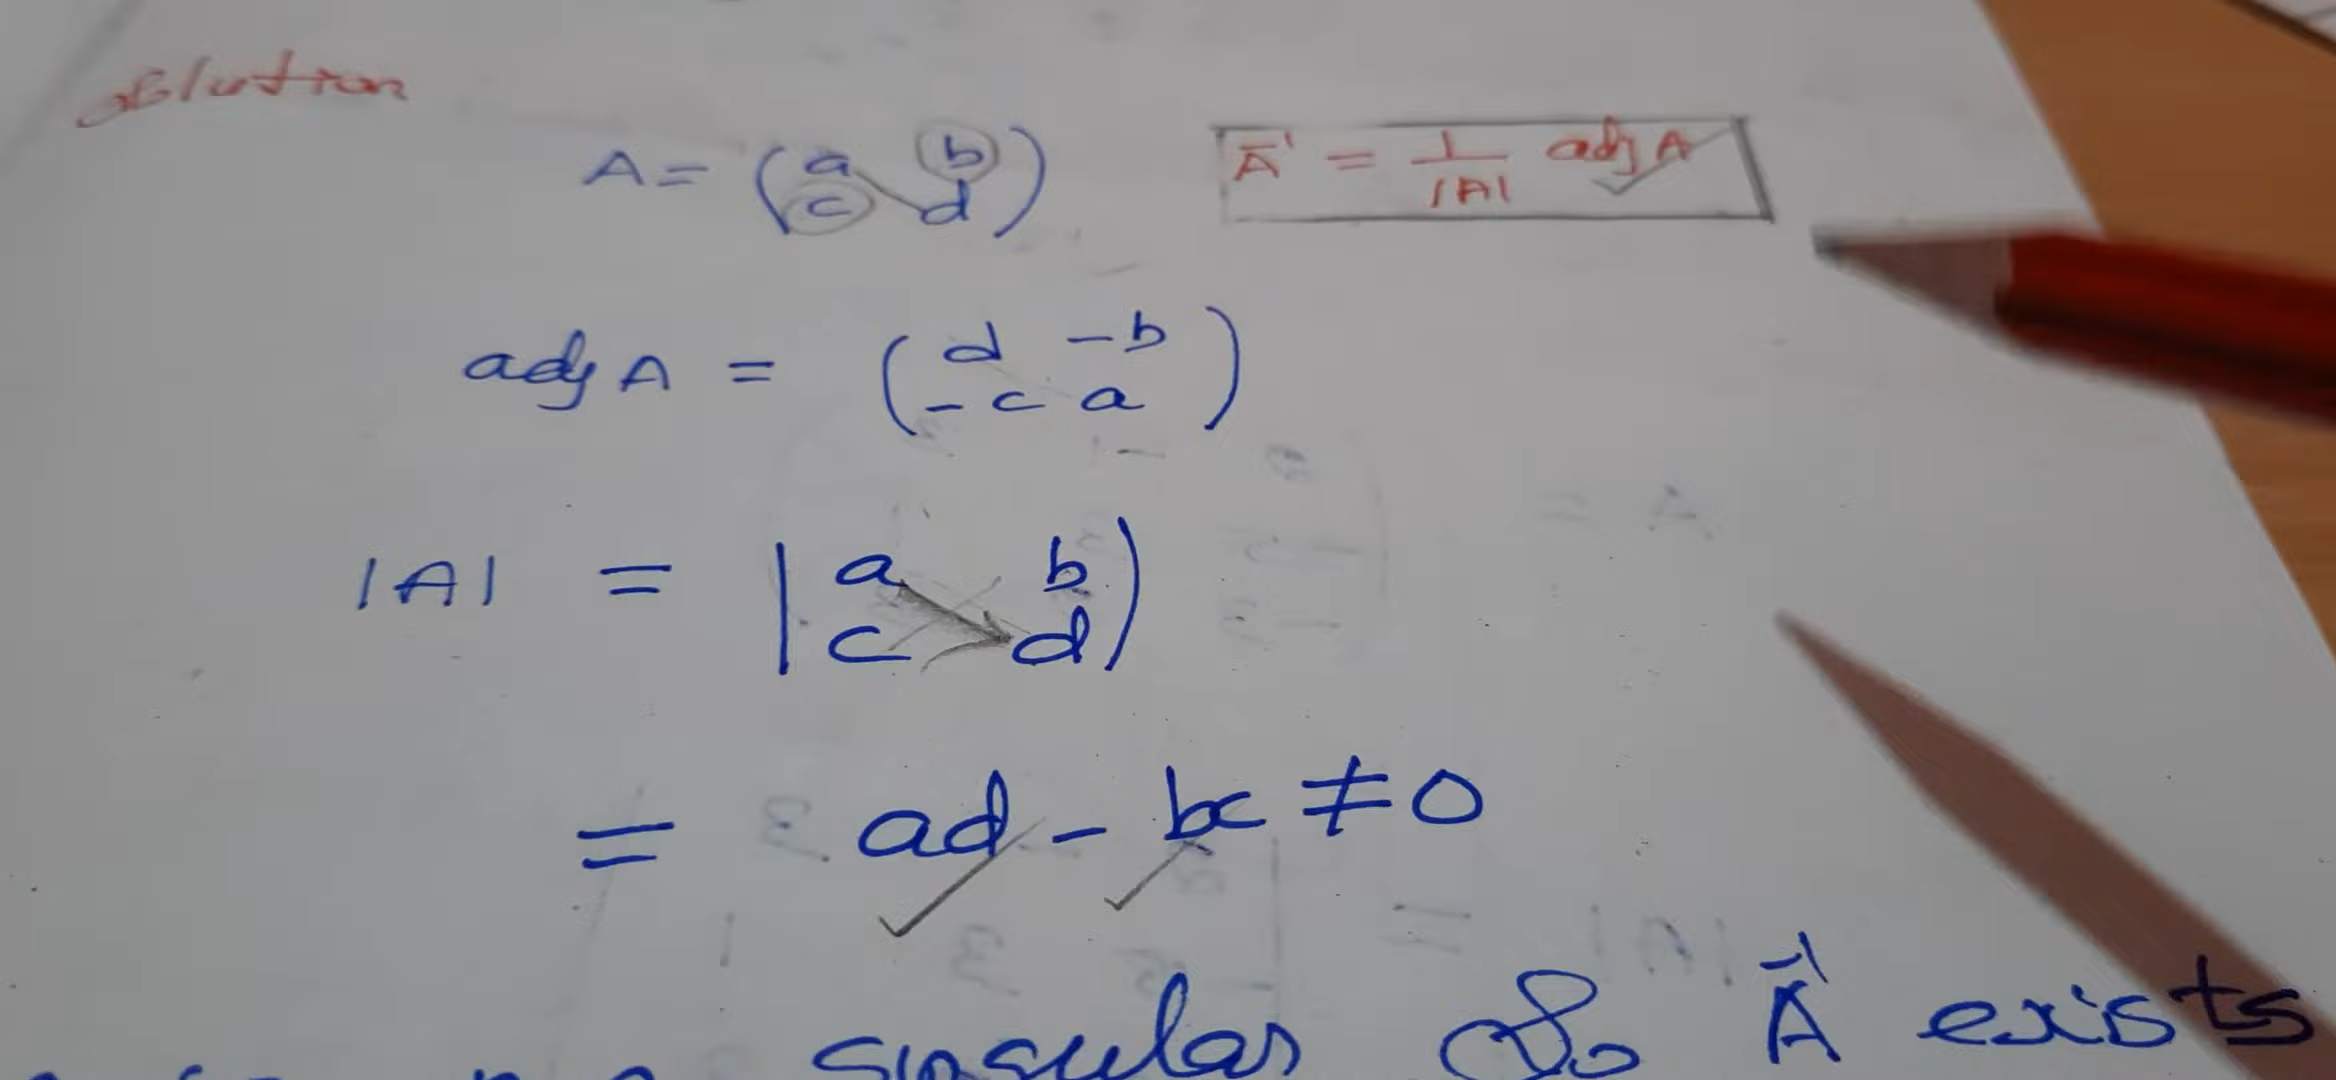 Solution
A = ( a b
c d )
A⁻¹ = 1/|A| adj A
adj A = ( d -b
-c a )
|A| = | a b
c d )
= ad - bc ≠ 0
singular So A⁻¹ exists